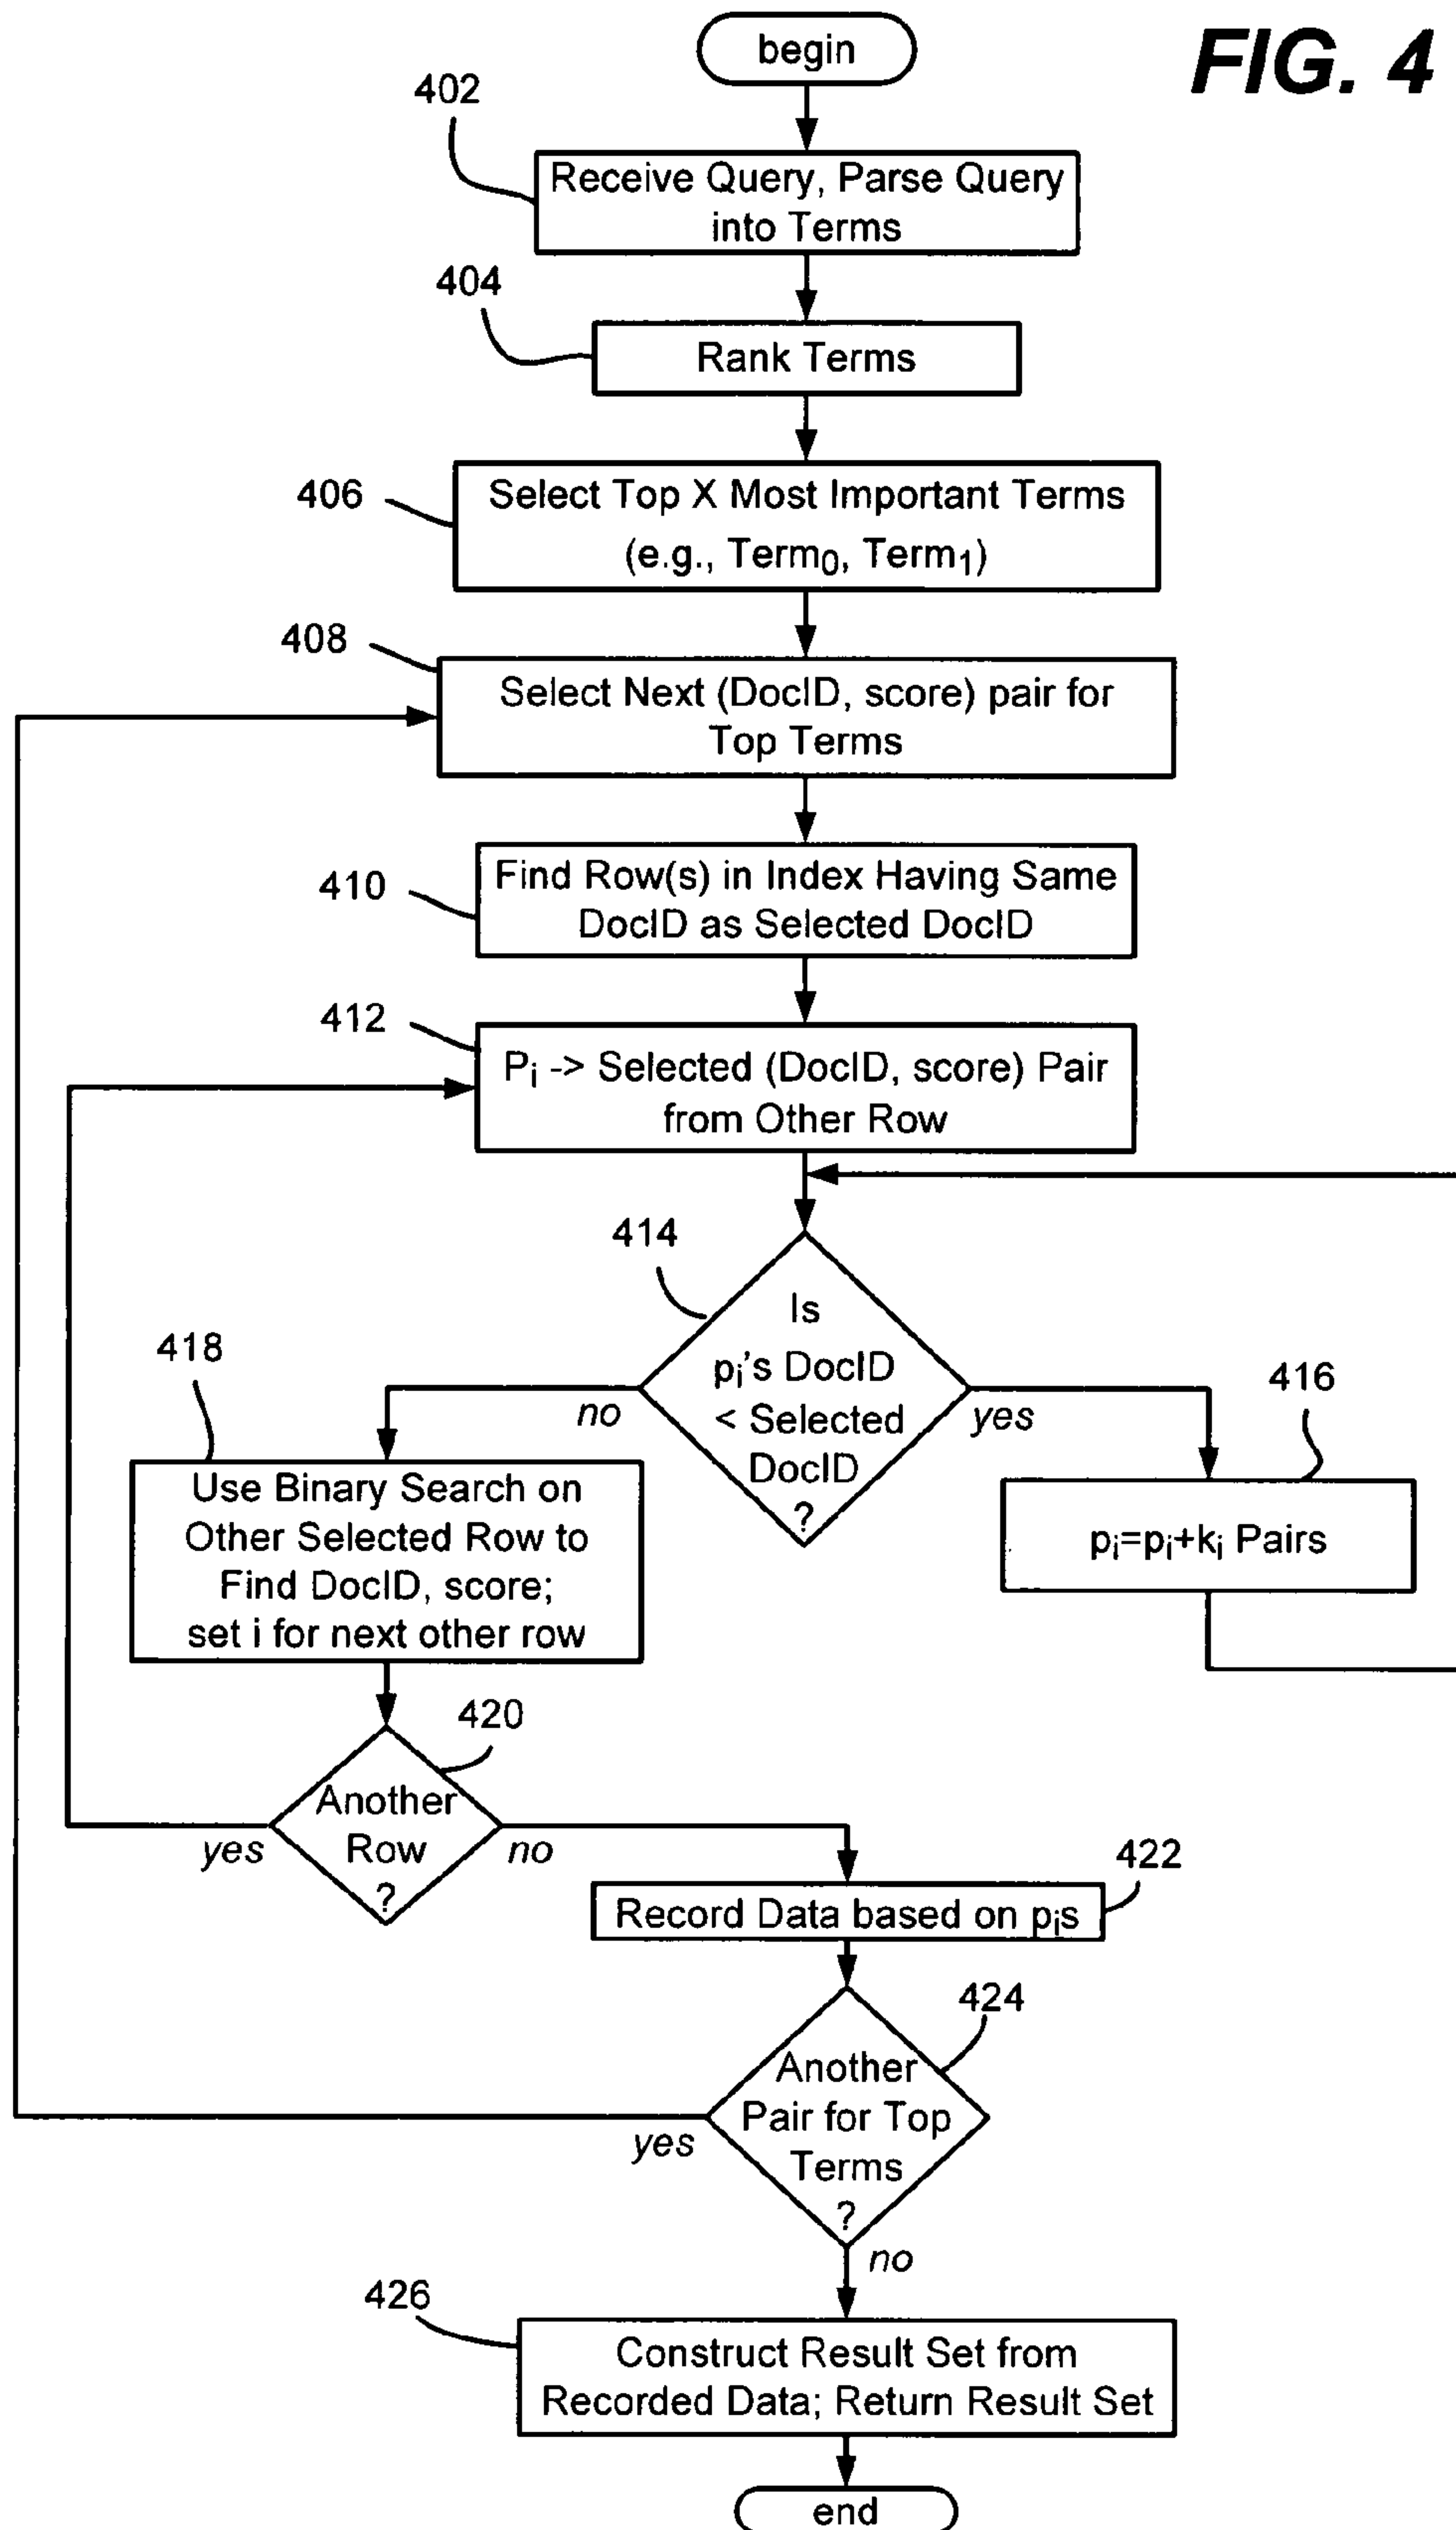 FIG. 4
begin
402
Receive Query, Parse Query
into Terms
404
Rank Terms
406
Select Top X Most Important Terms
(e.g., Term0, Term1)
408
Select Next (DocID, score) pair for
Top Terms
410
Find Row(s) in Index Having Same
DocID as Selected DocID
412
Pi -> Selected (DocID, score) Pair
from Other Row
414
Is
pi's DocID
< Selected
DocID
?
no
yes
416
pi=pi+ki Pairs
418
Use Binary Search on
Other Selected Row to
Find DocID, score;
set i for next other row
420
Another
Row
?
yes
no
422
Record Data based on pis
424
Another
Pair for Top
Terms
?
yes
no
426
Construct Result Set from
Recorded Data; Return Result Set
end